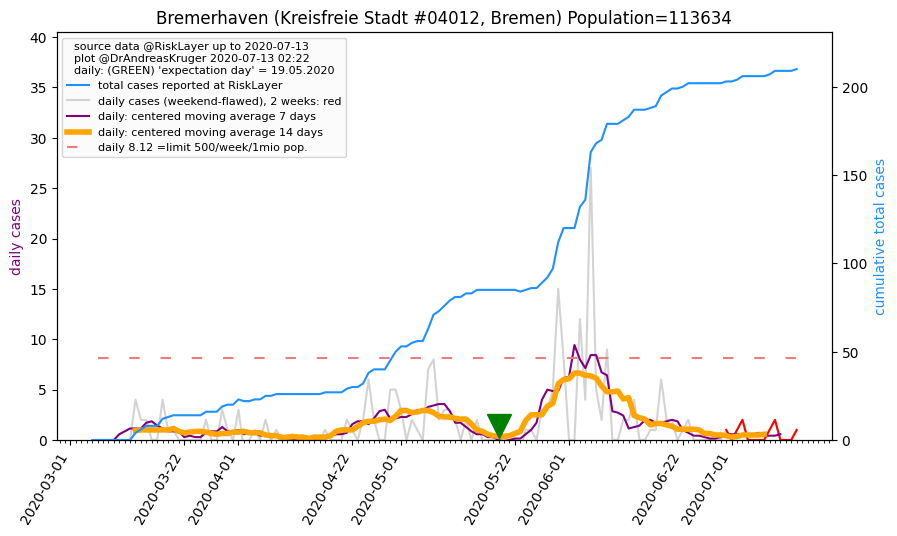 Bremerhaven (Kreisfreie Stadt #04012, Bremen) Population=113634
source data @RiskLayer up to 2020-07-13
plot @DrAndreasKruger 2020-07-13 02:22
daily: (GREEN) 'expectation day' = 19.05.2020
total cases reported at RiskLayer
daily cases (weekend-flawed), 2 weeks: red
daily: centered moving average 7 days
daily: centered moving average 14 days
daily 8.12 =limit 500/week/1mio pop.
daily cases
40
35
30
25
20
15
10
5
0
cumulative total cases
200
150
100
50
0
2020-03-01
2020-03-22
2020-04-01
2020-04-22
2020-05-01
2020-05-22
2020-06-01
2020-06-22
2020-07-01